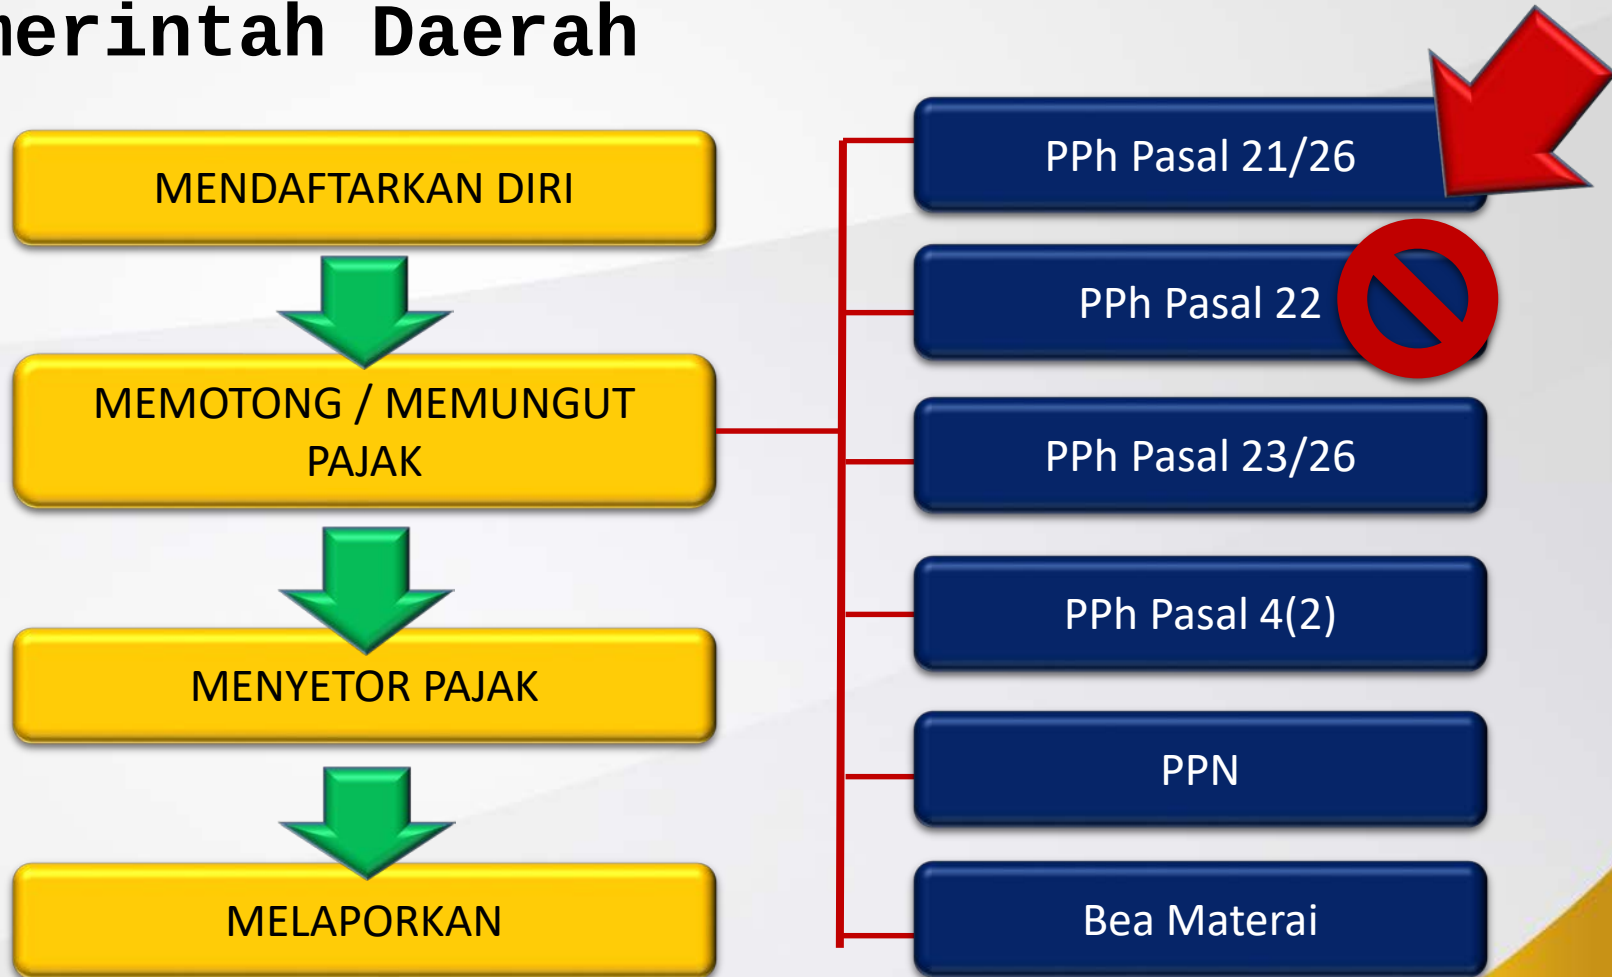 merintah Daerah
MENDAFTARKAN DIRI
MEMOTONG / MEMUNGUT
PAJAK
MENYETOR PAJAK
MELAPORKAN
PPh Pasal 21/26
PPh Pasal 22
PPh Pasal 23/26
PPh Pasal 4(2)
PPN
Bea Materai